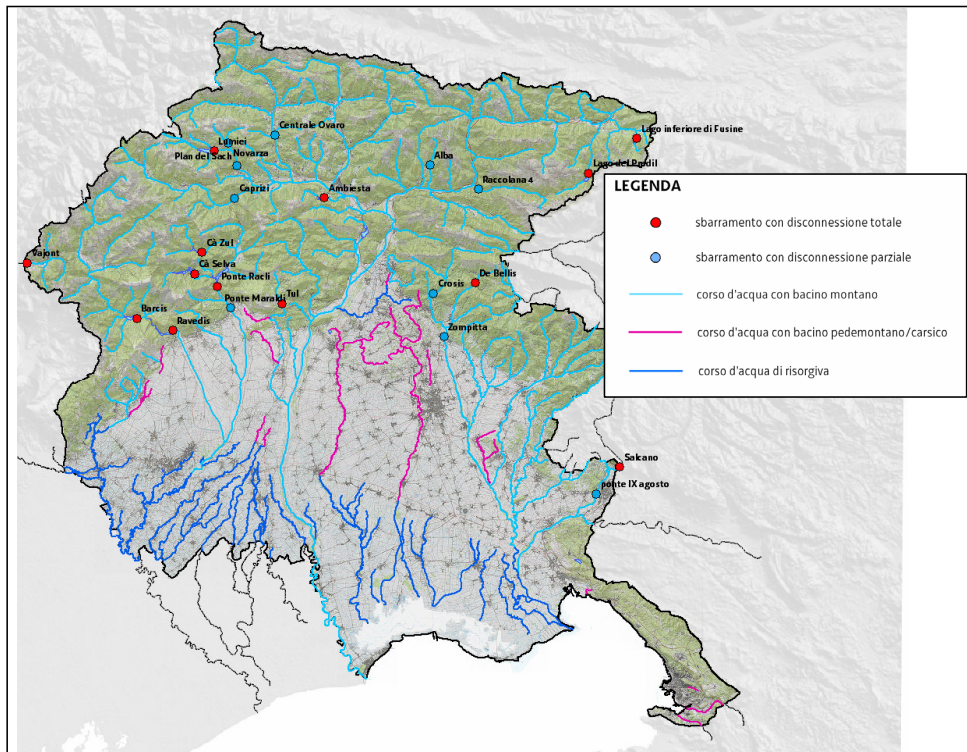 Centrale Ovaro
Lago inferiore di Fusine
Lumiei
Plan del Sach
Novarza
Alba
Lago del Predil
Raccolana 4
Caprizi
Ambiesta
LEGENDA
sbarramento con disconnessione totale
sbarramento con disconnessione parziale
corso d'acqua con bacino montano
corso d'acqua con bacino pedemontano/carsico
corso d'acqua di risorgiva
Cà Zul
Vajont
Cà Selva
Ponte Racli
De Bellis
Crosis
Ponte Maraldi
Tul
Barcis
Ravedis
Zompitta
Salcano
ponte IX agosto